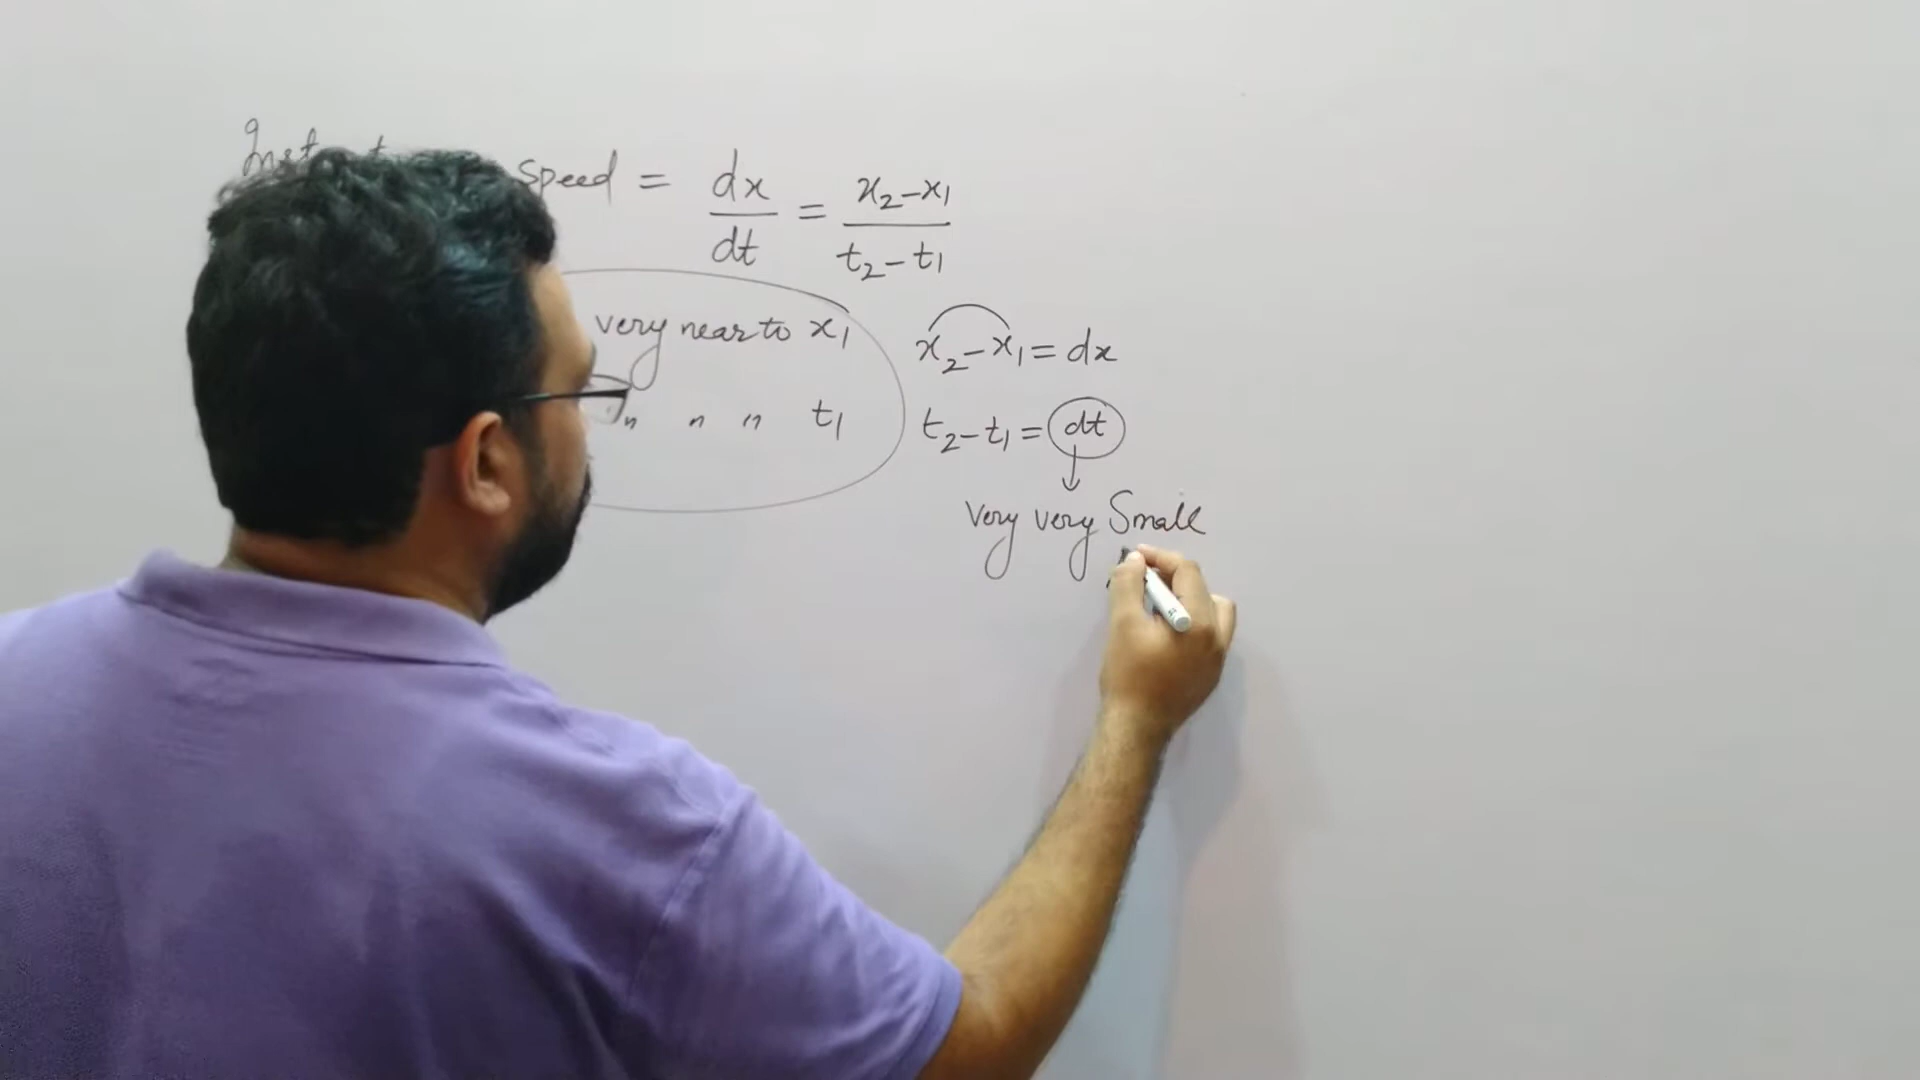 speed = dx/dt = x₂-x₁/t₂-t₁
very near to x₁
" " " t₁
x₂-x₁ = dx
t₂-t₁ = dt
↓
very very Small